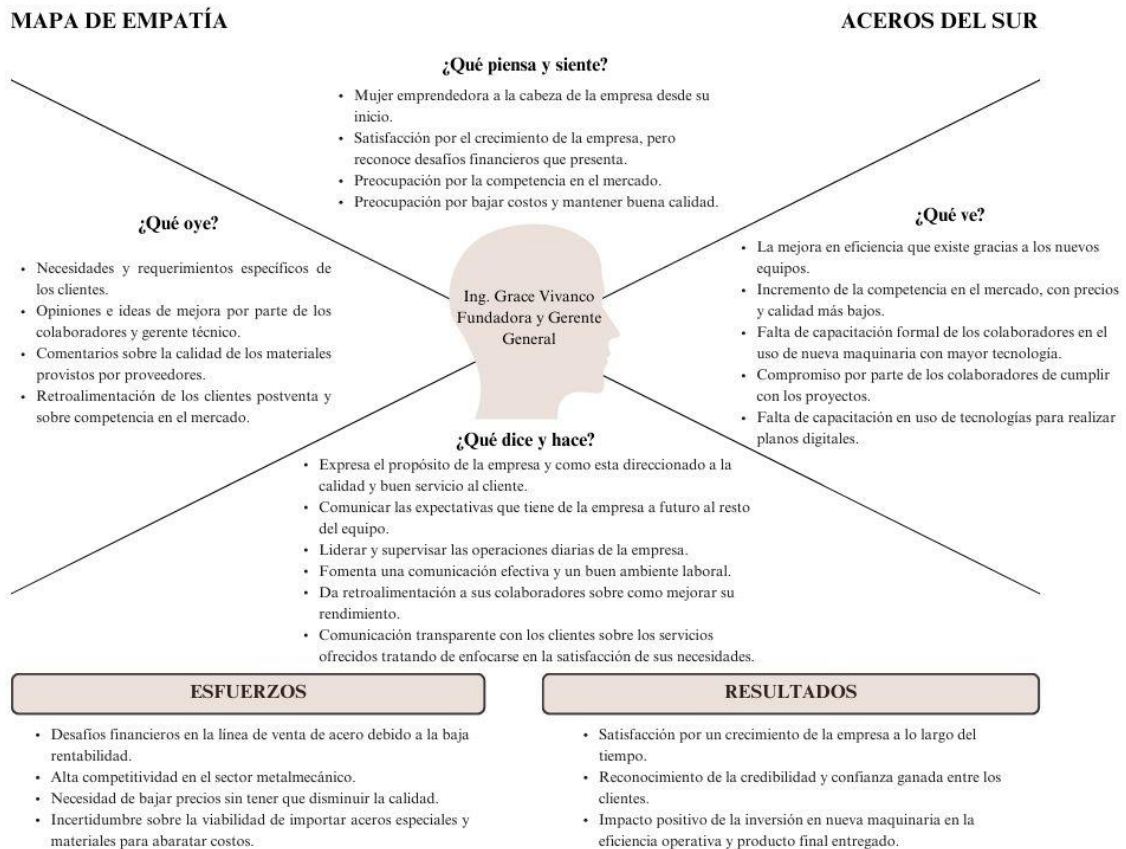 MAPA DE EMPATÍA
ACEROS DEL SUR
¿Qué piensa y siente?
• Mujer emprendedora a la cabeza de la empresa desde su
inicio.
• Satisfacción por el crecimiento de la empresa, pero
reconoce desafíos financieros que presenta.
• Preocupación por la competencia en el mercado.
• Preocupación por bajar costos y mantener buena calidad.
¿Qué oye?
• Necesidades y requerimientos específicos de
los clientes.
• Opiniones e ideas de mejora por parte de los
colaboradores y gerente técnico.
• Comentarios sobre la calidad de los materiales
provistos por proveedores.
• Retroalimentación de los clientes postventa y
sobre competencia en el mercado.
Ing. Grace Vivanco
Fundadora y Gerente
General
¿Qué ve?
• La mejora en eficiencia que existe gracias a los nuevos
equipos.
• Incremento de la competencia en el mercado, con precios
y calidad más bajos.
• Falta de capacitación formal de los colaboradores en el
uso de nueva maquinaria con mayor tecnología.
• Compromiso por parte de los colaboradores de cumplir
con los proyectos.
• Falta de capacitación en uso de tecnologías para realizar
planos digitales.
¿Qué dice y hace?
• Expresa el propósito de la empresa y como esta direccionado a la
calidad y buen servicio al cliente.
• Comunicar las expectativas que tiene de la empresa a futuro al resto
del equipo.
• Liderar y supervisar las operaciones diarias de la empresa.
• Fomenta una comunicación efectiva y un buen ambiente laboral.
• Da retroalimentación a sus colaboradores sobre como mejorar su
rendimiento.
• Comunicación transparente con los clientes sobre los servicios
ofrecidos tratando de enfocarse en la satisfacción de sus necesidades.
ESFUERZOS
• Desafíos financieros en la línea de venta de acero debido a la baja
rentabilidad.
• Alta competitividad en el sector metalmecánico.
• Necesidad de bajar precios sin tener que disminuir la calidad.
• Incertidumbre sobre la viabilidad de importar aceros especiales y
materiales para abaratar costos.
RESULTADOS
• Satisfacción por un crecimiento de la empresa a lo largo del
tiempo.
• Reconocimiento de la credibilidad y confianza ganada entre los
clientes.
• Impacto positivo de la inversión en nueva maquinaria en la
eficiencia operativa y producto final entregado.